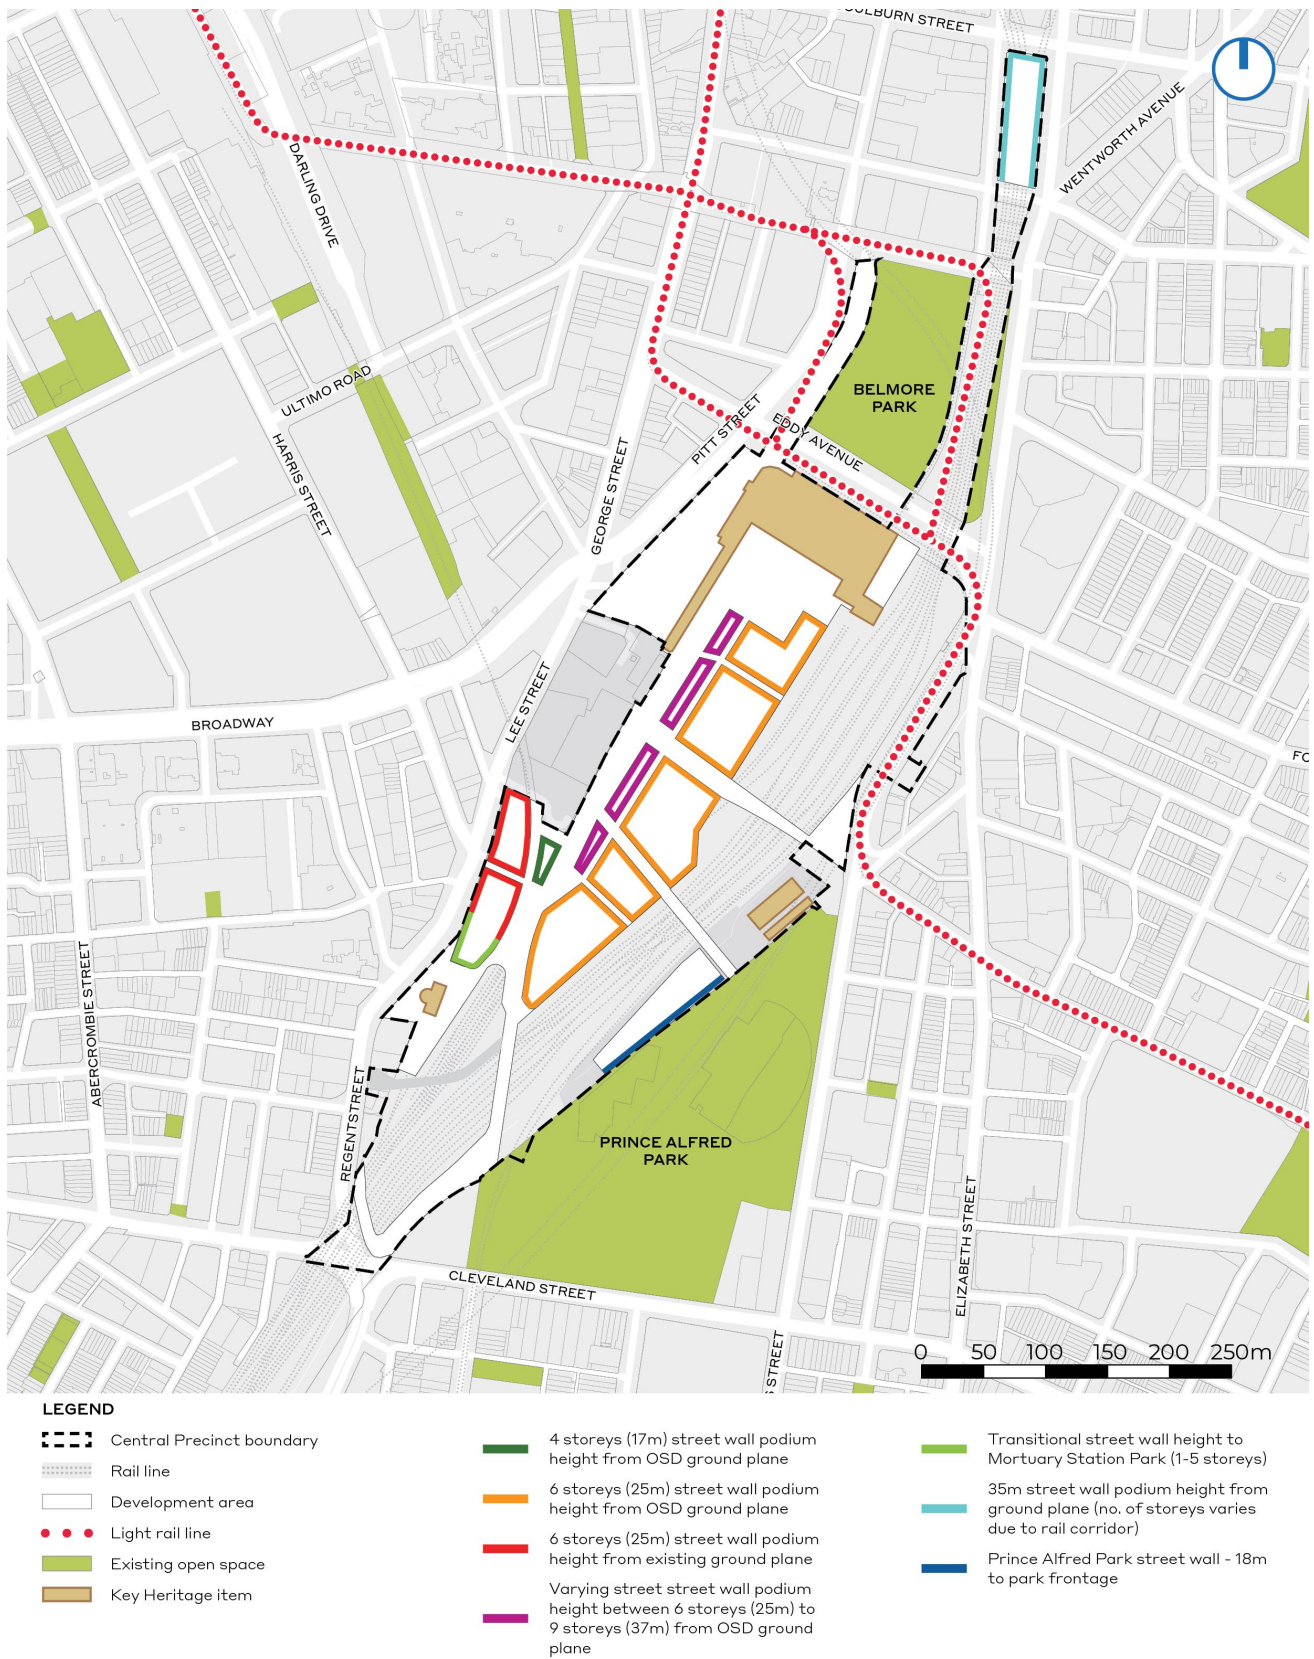 OULBURN STREET
WENTWORTH AVENUE
DARLING DRIVE
ULTIMO ROAD
HARRIS STREET
GEORGE STREET
PITT STREET
EDDY AVENUE
BELMORE
PARK
LEE STREET
BROADWAY
FO
ABERCROMBIE STREET
REGENT STREET
PRINCE ALFRED
PARK
CLEVELAND STREET
ELIZABETH STREET
S STREET
0 50 100 150 200 250m
LEGEND
Central Precinct boundary
Rail line
Development area
Light rail line
Existing open space
Key Heritage item
4 storeys (17m) street wall podium
height from OSD ground plane
6 storeys (25m) street wall podium
height from OSD ground plane
6 storeys (25m) street wall podium
height from existing ground plane
Varying street street wall podium
height between 6 storeys (25m) to
9 storeys (37m) from OSD ground
plane
Transitional street wall height to
Mortuary Station Park (1-5 storeys)
35m street wall podium height from
ground plane (no. of storeys varies
due to rail corridor)
Prince Alfred Park street wall - 18m
to park frontage